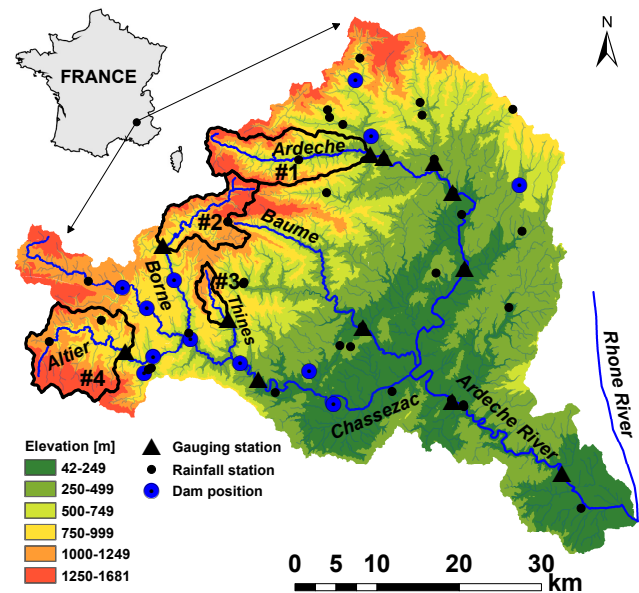 FRANCE
N
Ardeche
#1
#2
Baume
Borne
#3
Thines
Altier
#4
Chassezac
Ardeche River
Rhone River
Elevation [m]
42-249
250-499
500-749
750-999
1000-1249
1250-1681
Gauging station
Rainfall station
Dam position
0 10 20 30
km